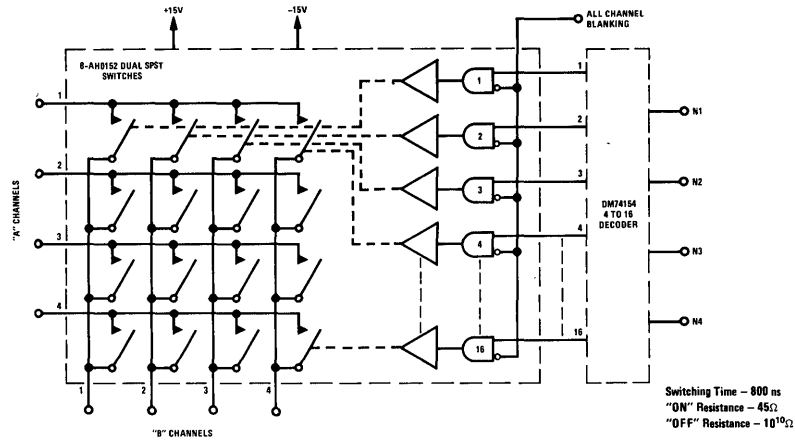 +15V
–15V
ALL CHANNEL
BLANKING
8-AH0152 DUAL SPST
SWITCHES
1
2
3
4
"A" CHANNELS
1
2
3
4
16
1
2
3
4
16
DM74154
4 TO 16
DECODER
N1
N2
N3
N4
1
2
3
4
"B" CHANNELS
Switching Time – 800 ns
"ON" Resistance – 45Ω
"OFF" Resistance – 10¹⁰Ω